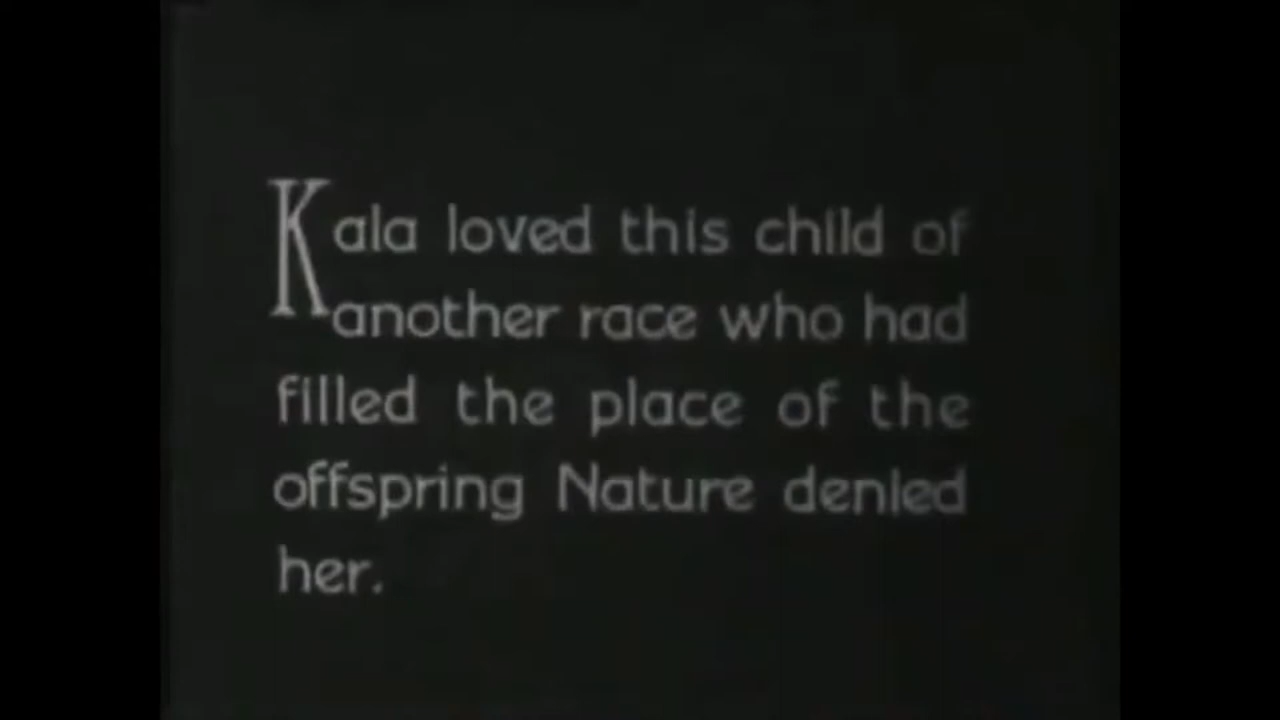 Kala loved this child of
another race who had
filled the place of the
offspring Nature denied
her.